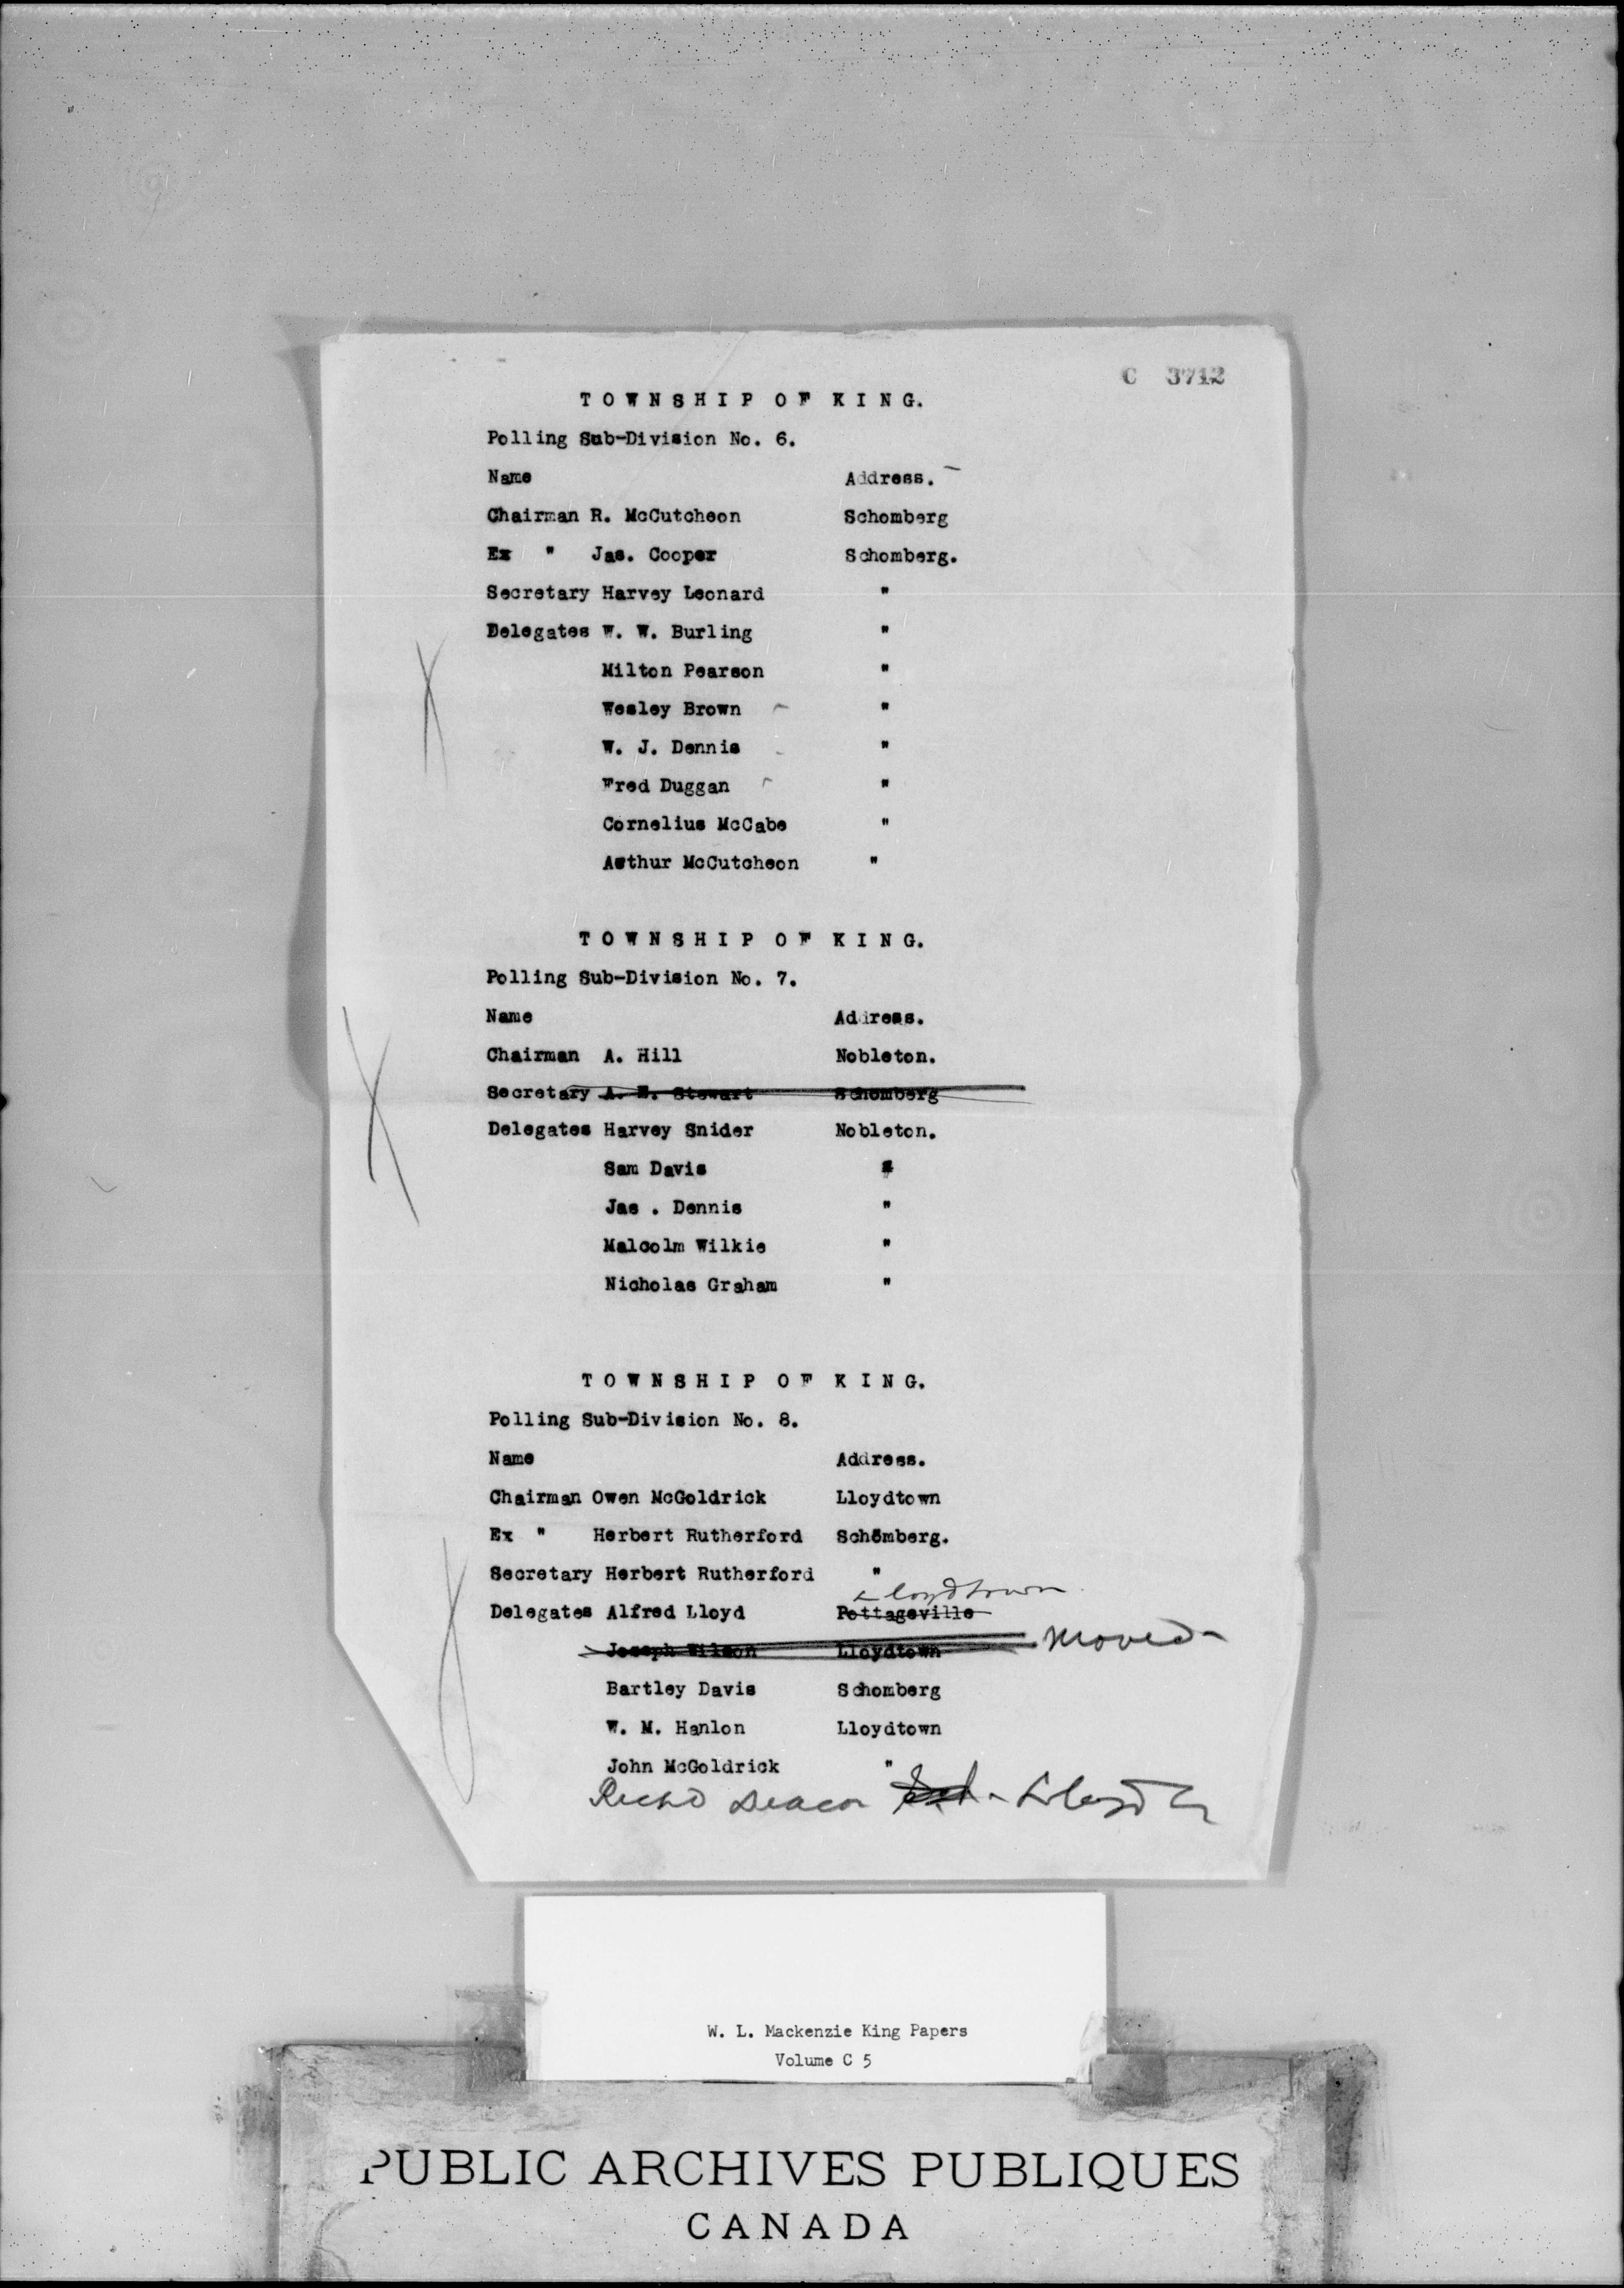 C 3712
TOWNSHIP OF KING.
Polling Sub-Division No. 6.
Name Address.
Chairman R. McCutcheon Schomberg
Ex " Jas. Cooper Schomberg.
Secretary Harvey Leonard "
Delegates W. W. Burling "
Milton Pearson "
Wesley Brown "
W. J. Dennis "
Fred Duggan "
Cornelius McCabe "
Arthur McCutcheon "
TOWNSHIP OF KING.
Polling Sub-Division No. 7.
Name Address.
Chairman A. Hill Nobleton.
Secretary A. Stewart Schomberg
Delegates Harvey Snider Nobleton.
Sam Davis "
Jas . Dennis "
Malcolm Wilkie "
Nicholas Graham "
TOWNSHIP OF KING.
Polling Sub-Division No. 8.
Name Address.
Chairman Owen McGoldrick Lloydtown
Ex " Herbert Rutherford Schomberg.
Secretary Herbert Rutherford "
Lloydtown
Delegates Alfred Lloyd Pottageville
Joseph Wilson Lloydtown moved
Bartley Davis Schomberg
W. M. Hanlon Lloydtown
John McGoldrick "
Deacon
W. L. Mackenzie King Papers
Volume C 5
PUBLIC ARCHIVES PUBLIQUES
CANADA